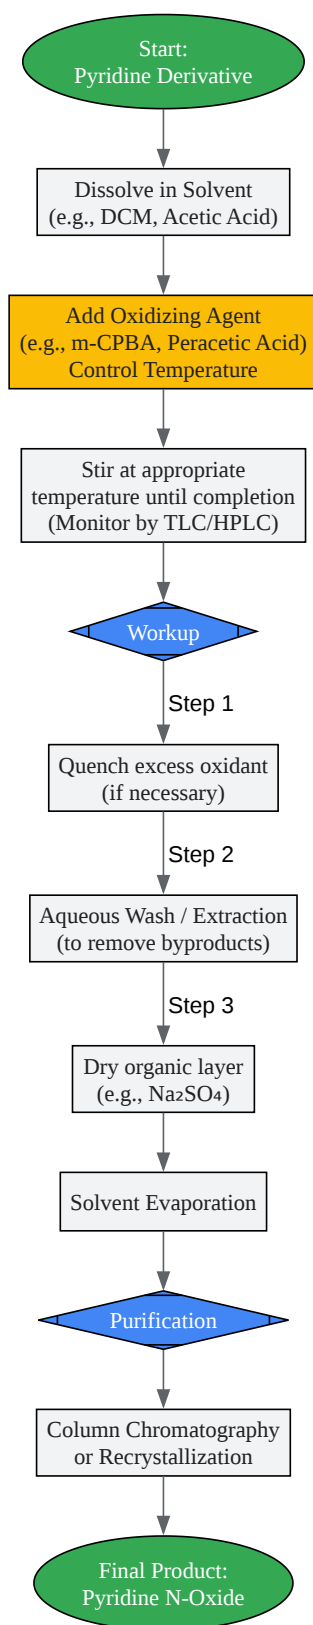 Start:
Pyridine Derivative
Dissolve in Solvent
(e.g., DCM, Acetic Acid)
Add Oxidizing Agent
(e.g., m-CPBA, Peracetic Acid)
Control Temperature
Stir at appropriate
temperature until completion
(Monitor by TLC/HPLC)
Workup
Step 1
Quench excess oxidant
(if necessary)
Step 2
Aqueous Wash / Extraction
(to remove byproducts)
Step 3
Dry organic layer
(e.g., Na₂SO₄)
Solvent Evaporation
Purification
Column Chromatography
or Recrystallization
Final Product:
Pyridine N-Oxide